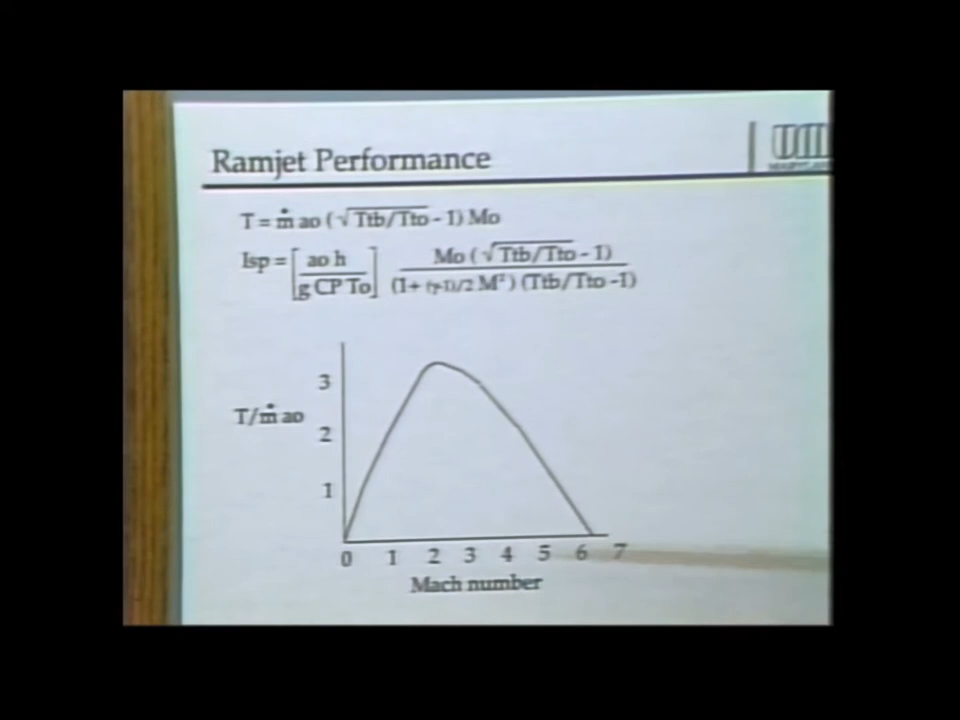 Ramjet Performance
T = ṁ ao ( √Ttb/Tto - 1) Mo
Isp = [ao h / g CP To] Mo ( √Ttb/Tto - 1) / (1+ (γ-1)/2 M²) (Ttb/Tto -1)
3
T/ṁ ao
2
1
0 1 2 3 4 5 6 7
Mach number